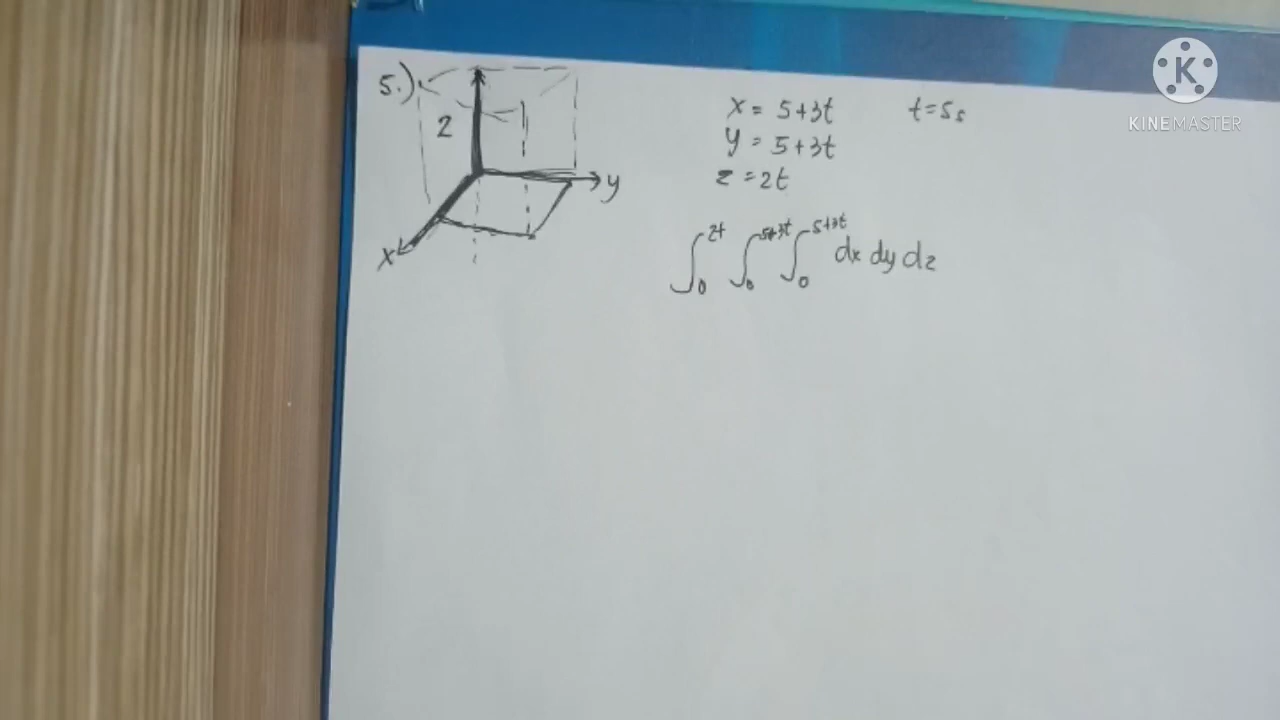 5.)
2
y
x
x = 5+3t t=5s
y = 5+3t
z = 2t
∫₀^2t ∫₀^5+3t ∫₀^5+3t dx dy dz
K
KINEMASTER